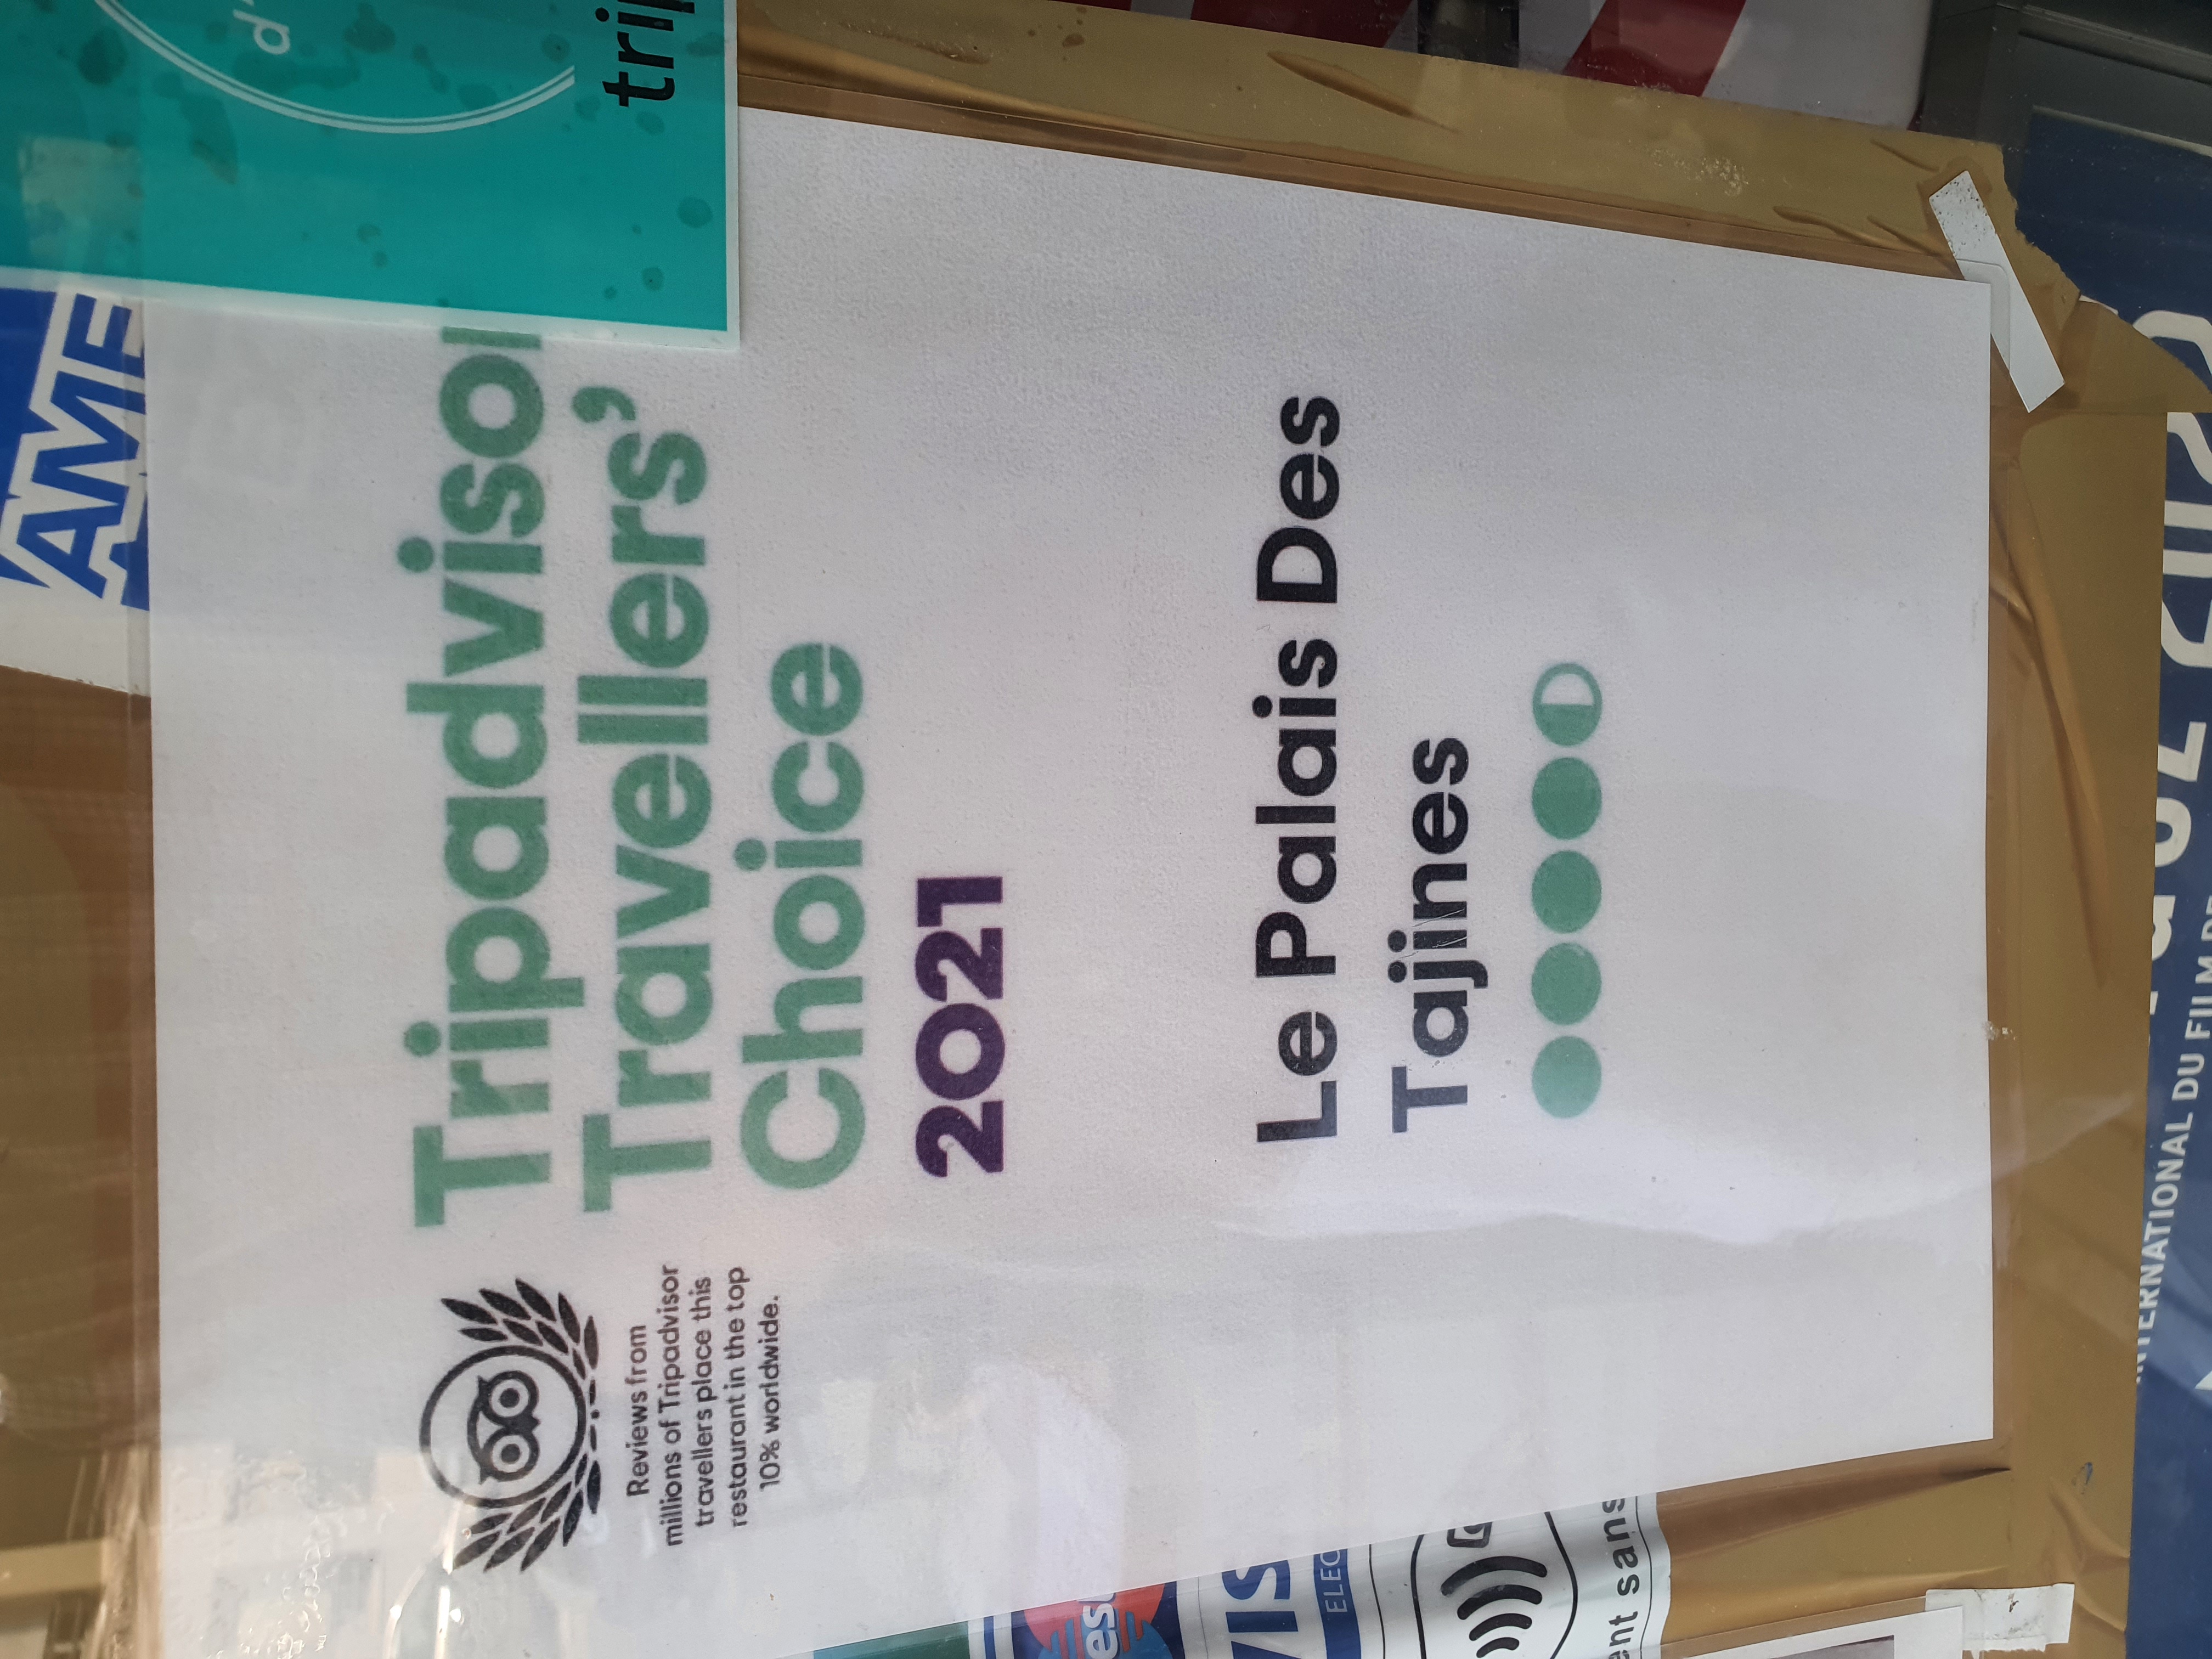 Tripadvisor
Travellers'
Choice
2021
Reviews from
millions of Tripadvisor
travellers place this
restaurant in the top
10% worldwide.
Le Palais Des
Tajines
INTERNATIONAL DU FILM DE